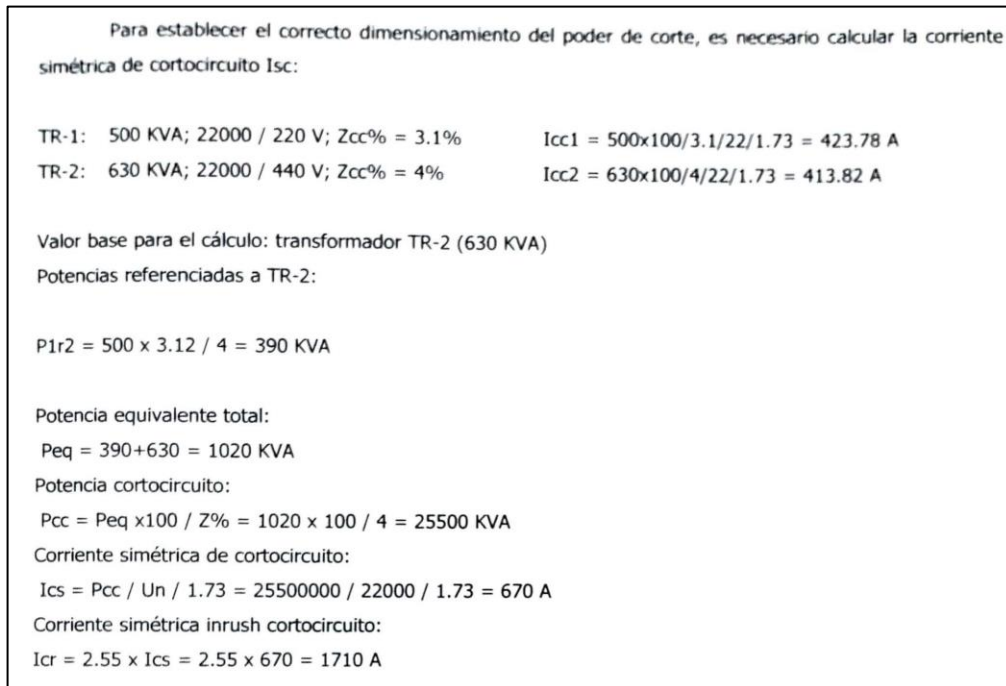 Para establecer el correcto dimensionamiento del poder de corte, es necesario calcular la corriente
simétrica de cortocircuito Isc:
TR-1: 500 KVA; 22000 / 220 V; Zcc% = 3.1% Icc1 = 500x100/3.1/22/1.73 = 423.78 A
TR-2: 630 KVA; 22000 / 440 V; Zcc% = 4% Icc2 = 630x100/4/22/1.73 = 413.82 A
Valor base para el cálculo: transformador TR-2 (630 KVA)
Potencias referenciadas a TR-2:
P1r2 = 500 x 3.12 / 4 = 390 KVA
Potencia equivalente total:
Peq = 390+630 = 1020 KVA
Potencia cortocircuito:
Pcc = Peq x100 / Z% = 1020 x 100 / 4 = 25500 KVA
Corriente simétrica de cortocircuito:
Ics = Pcc / Un / 1.73 = 25500000 / 22000 / 1.73 = 670 A
Corriente simétrica inrush cortocircuito:
Icr = 2.55 x Ics = 2.55 x 670 = 1710 A